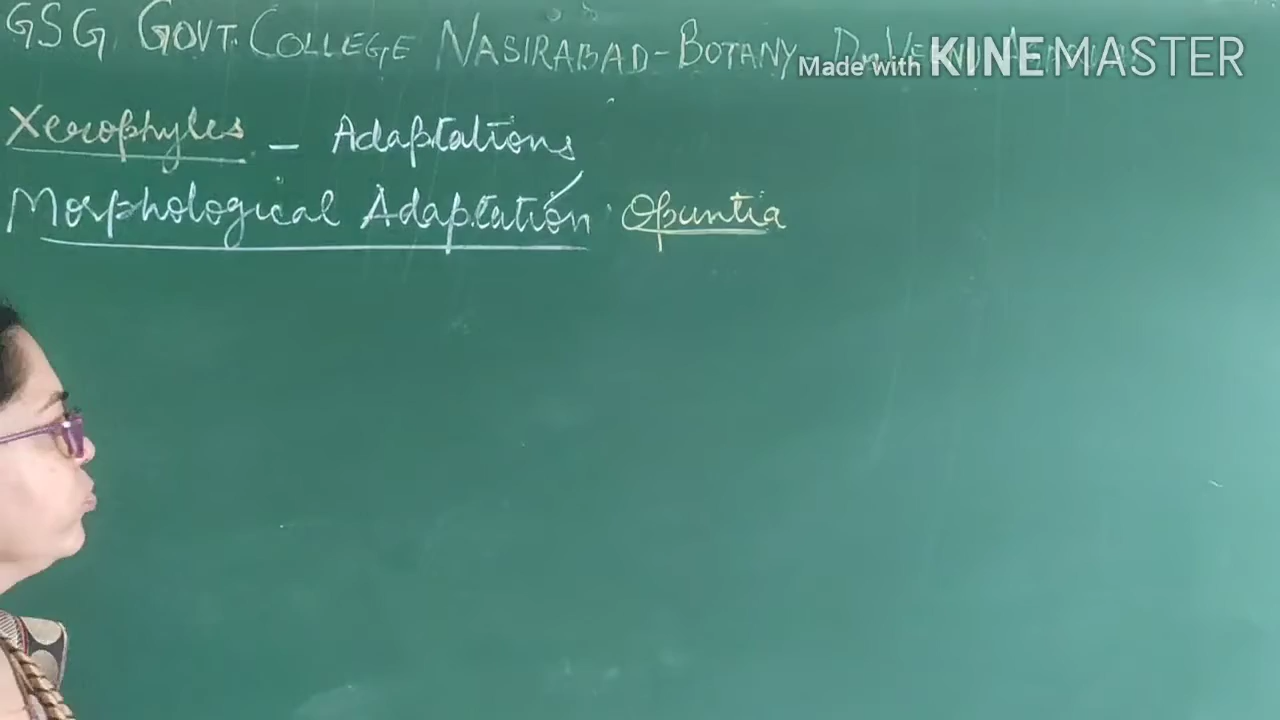 GSG GOVT. COLLEGE NASIRABAD - BOTANY
Made with KINEMASTER
Xerophytes - Adaptations
Morphological Adaptation. Opuntia